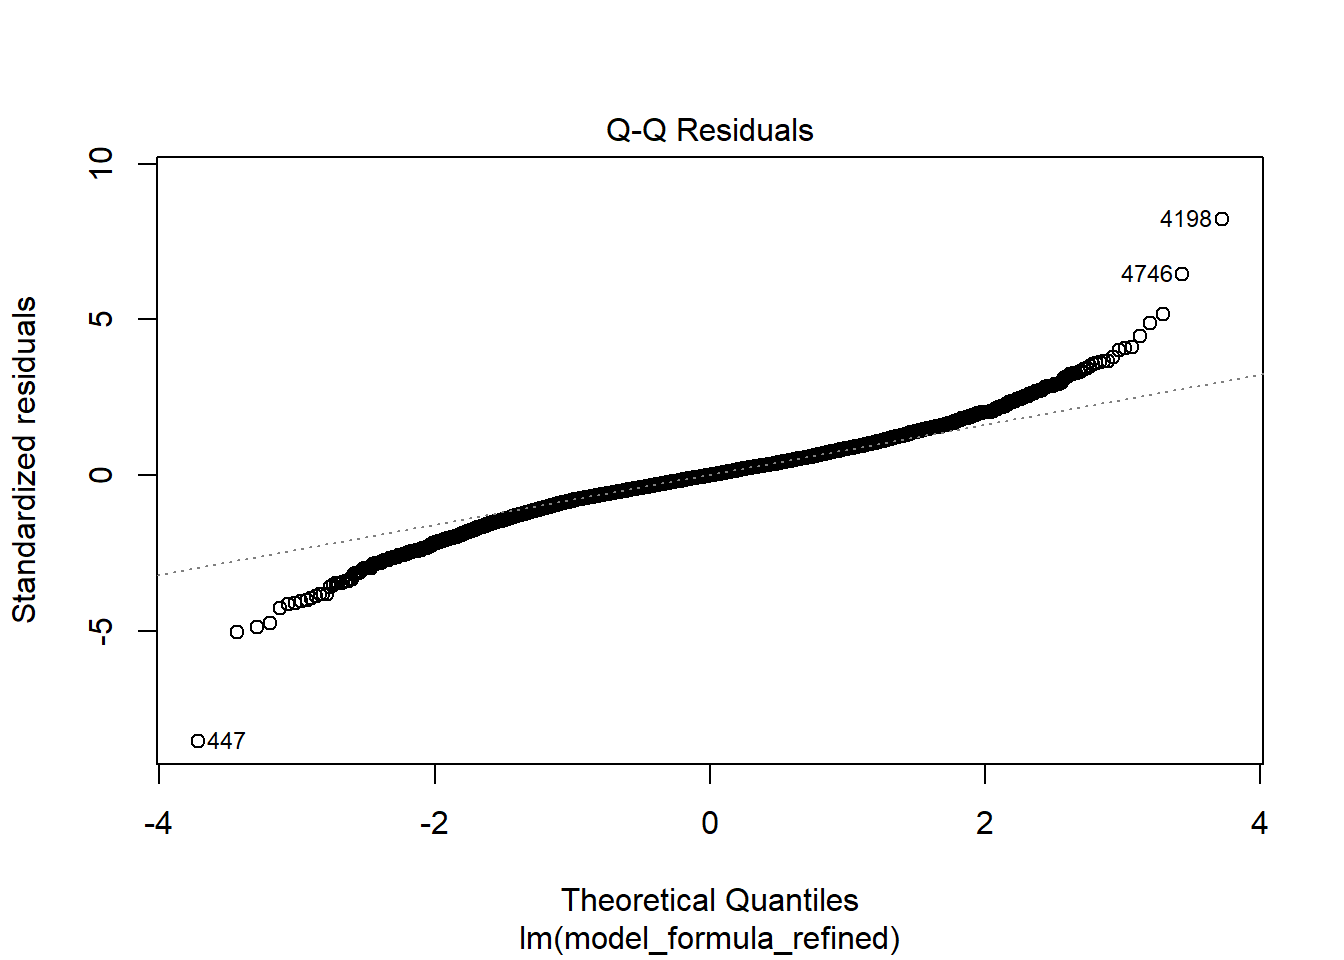 Q-Q Residuals
10
5
0
-5
Standardized residuals
4198
4746
447
-4 -2 0 2 4
Theoretical Quantiles
lm(model_formula_refined)